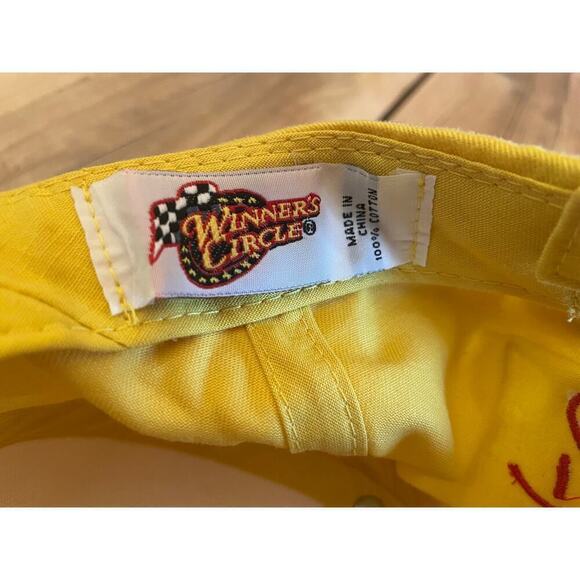 WINNER'S
CIRCLE®
MADE IN
CHINA
100% COTTON